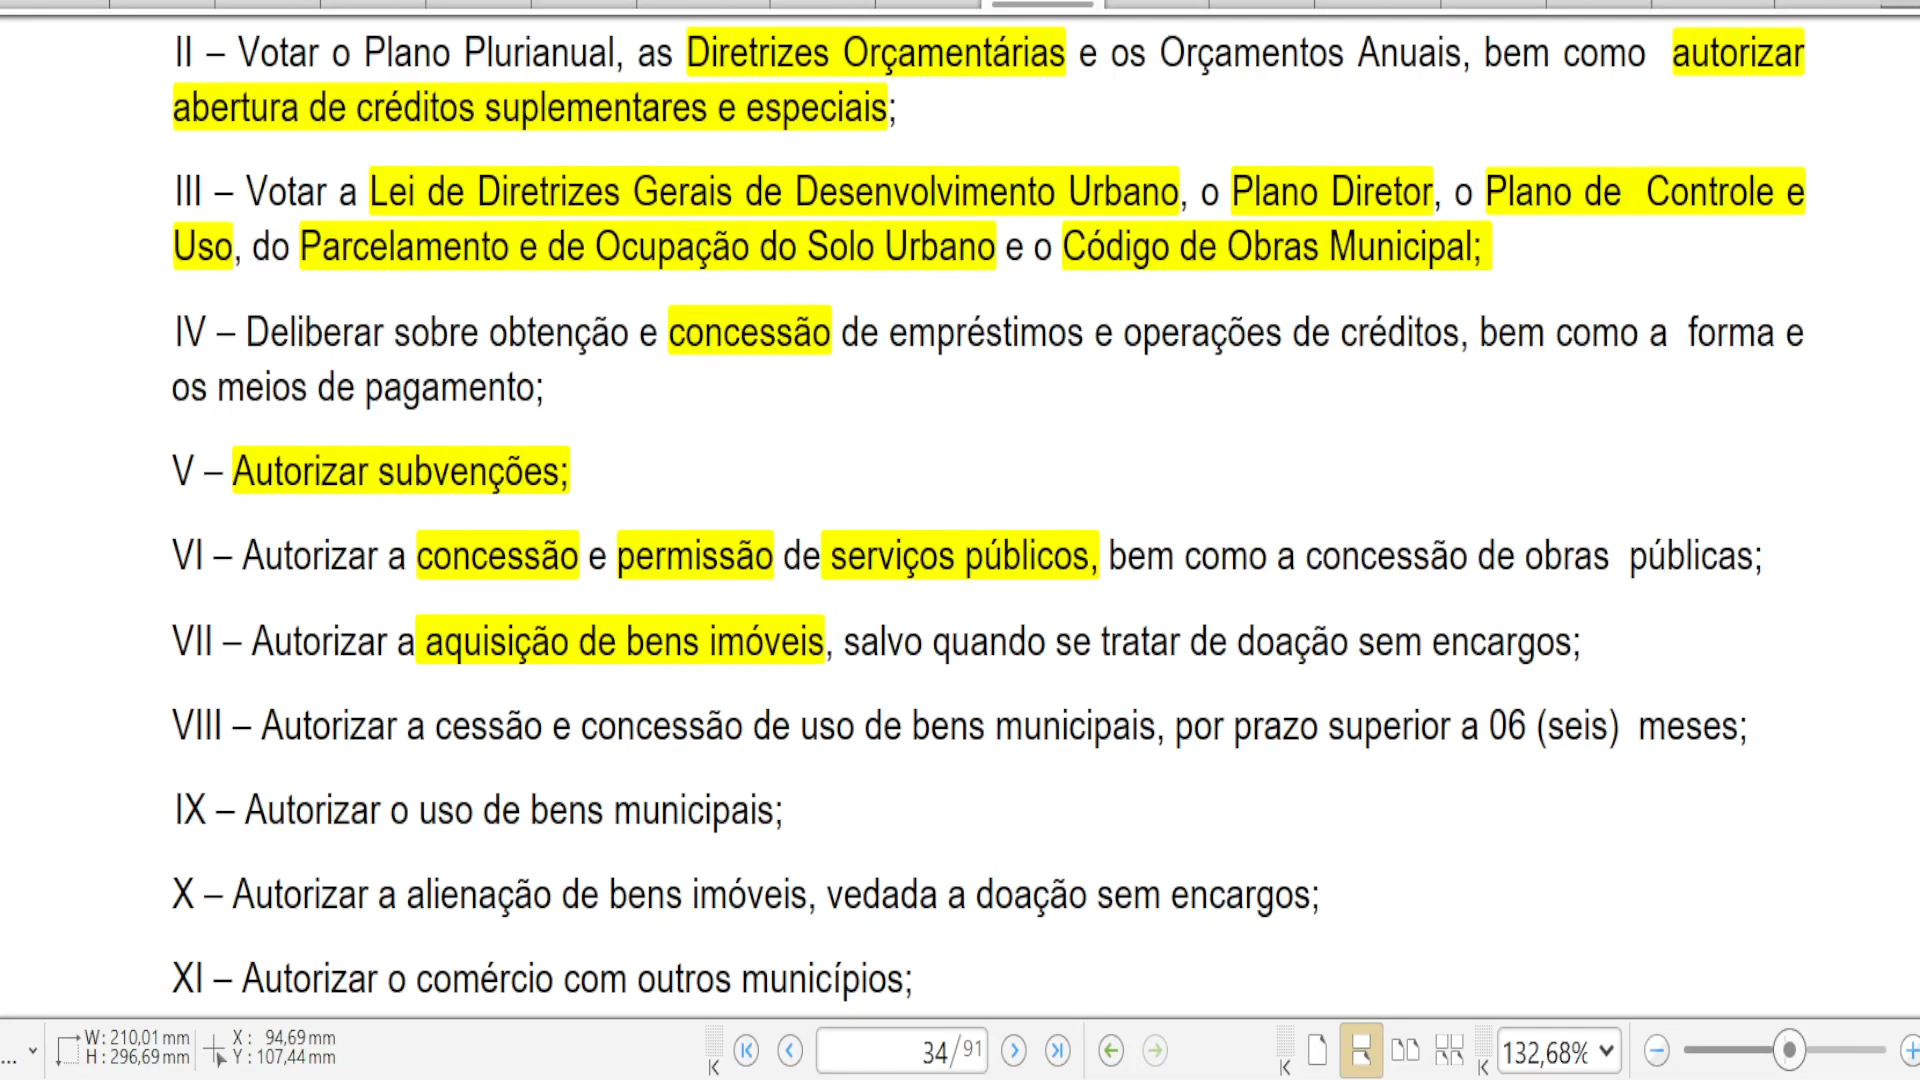 II – Votar o Plano Plurianual, as Diretrizes Orçamentárias e os Orçamentos Anuais, bem como autorizar
abertura de créditos suplementares e especiais;
III – Votar a Lei de Diretrizes Gerais de Desenvolvimento Urbano, o Plano Diretor, o Plano de Controle e
Uso, do Parcelamento e de Ocupação do Solo Urbano e o Código de Obras Municipal;
IV – Deliberar sobre obtenção e concessão de empréstimos e operações de créditos, bem como a forma e
os meios de pagamento;
V – Autorizar subvenções;
VI – Autorizar a concessão e permissão de serviços públicos, bem como a concessão de obras públicas;
VII – Autorizar a aquisição de bens imóveis, salvo quando se tratar de doação sem encargos;
VIII – Autorizar a cessão e concessão de uso de bens municipais, por prazo superior a 06 (seis) meses;
IX – Autorizar o uso de bens municipais;
X – Autorizar a alienação de bens imóveis, vedada a doação sem encargos;
XI – Autorizar o comércio com outros municípios;
... W: 210,01 mm X : 94,69 mm 34/91 132,68%
H : 296,69 mm Y : 107,44 mm